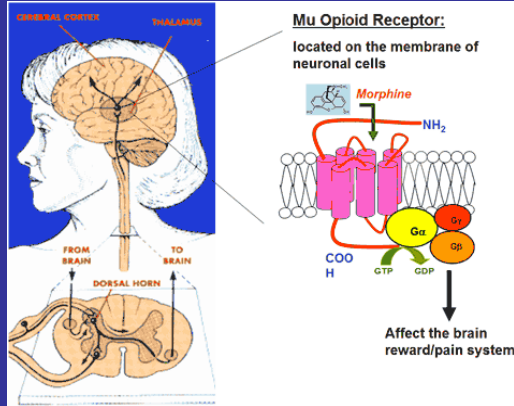 CEREBRAL CORTEX
THALAMUS
FROM
BRAIN
TO
BRAIN
DORSAL HORN
Mu Opioid Receptor:
located on the membrane of
neuronal cells
Morphine
NH2
Gα
Gγ
Gβ
COO
H
GTP
GDP
Affect the brain
reward/pain system